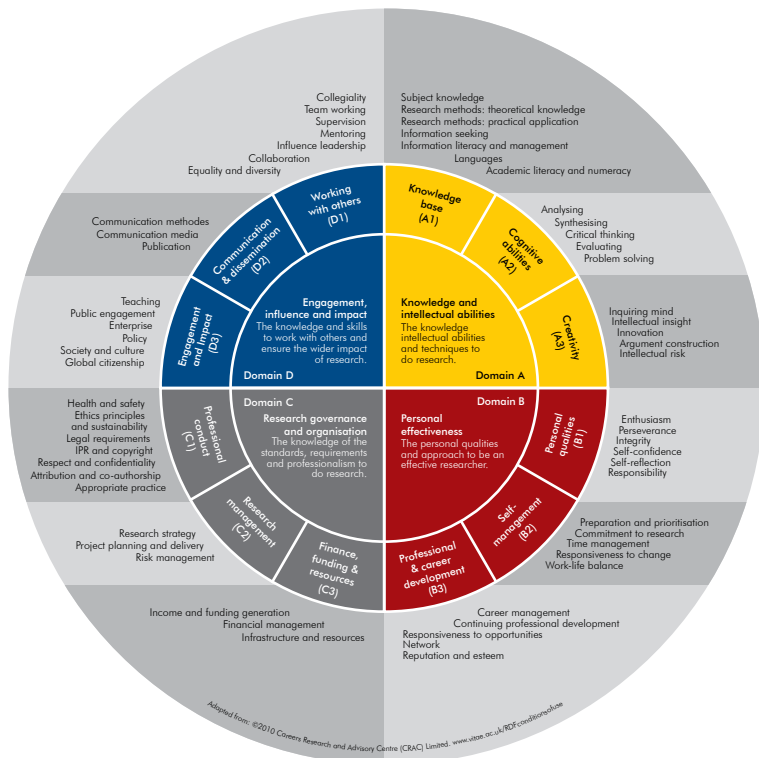 Collegiality
Team working
Supervision
Mentoring
Influence leadership
Collaboration
Equality and diversity
Subject knowledge
Research methods: theoretical knowledge
Research methods: practical application
Information seeking
Information literacy and management
Languages
Academic literacy and numeracy
Communication methodes
Communication media
Publication
Working
with others
(D1)
Knowledge
base
(A1)
Analysing
Synthesising
Critical thinking
Evaluating
Problem solving
Communication
& dissemination
(D2)
Cognitive
abilities
(A2)
Teaching
Public engagement
Enterprise
Policy
Society and culture
Global citizenship
Engagement
and Impact
(D3)
Engagement,
influence and impact
The knowledge and skills
to work with others and
ensure the wider impact
of research.
Domain D
Knowledge and
intellectual abilities
The knowledge
intellectual abilities
and techniques to
do research.
Domain A
Creativity
(A3)
Inquiring mind
Intellectual insight
Innovation
Argument construction
Intellectual risk
Health and safety
Ethics principles
and sustainability
Legal requirements
IPR and copyright
Respect and confidentiality
Attribution and co-authorship
Appropriate practice
Professional
conduct
(C1)
Domain C
Research governance
and organisation
The knowledge of the
standards, requirements
and professionalism to
do research.
Domain B
Personal
effectiveness
The personal qualities
and approach to be an
effective researcher.
Personal
qualities
(B1)
Enthusiasm
Perseverance
Integrity
Self-confidence
Self-reflection
Responsibility
Research strategy
Project planning and delivery
Risk management
Research
management
(C2)
Self-
management
(B2)
Preparation and prioritisation
Commitment to research
Time management
Responsiveness to change
Work-life balance
Finance,
funding &
resources
(C3)
Professional
& career
development
(B3)
Income and funding generation
Financial management
Infrastructure and resources
Career management
Continuing professional development
Responsiveness to opportunities
Network
Reputation and esteem
Adapted from: ©2010 Careers Research and Advisory Centre (CRAC) Limited. www.vitae.ac.uk/RDFconditionsofuse